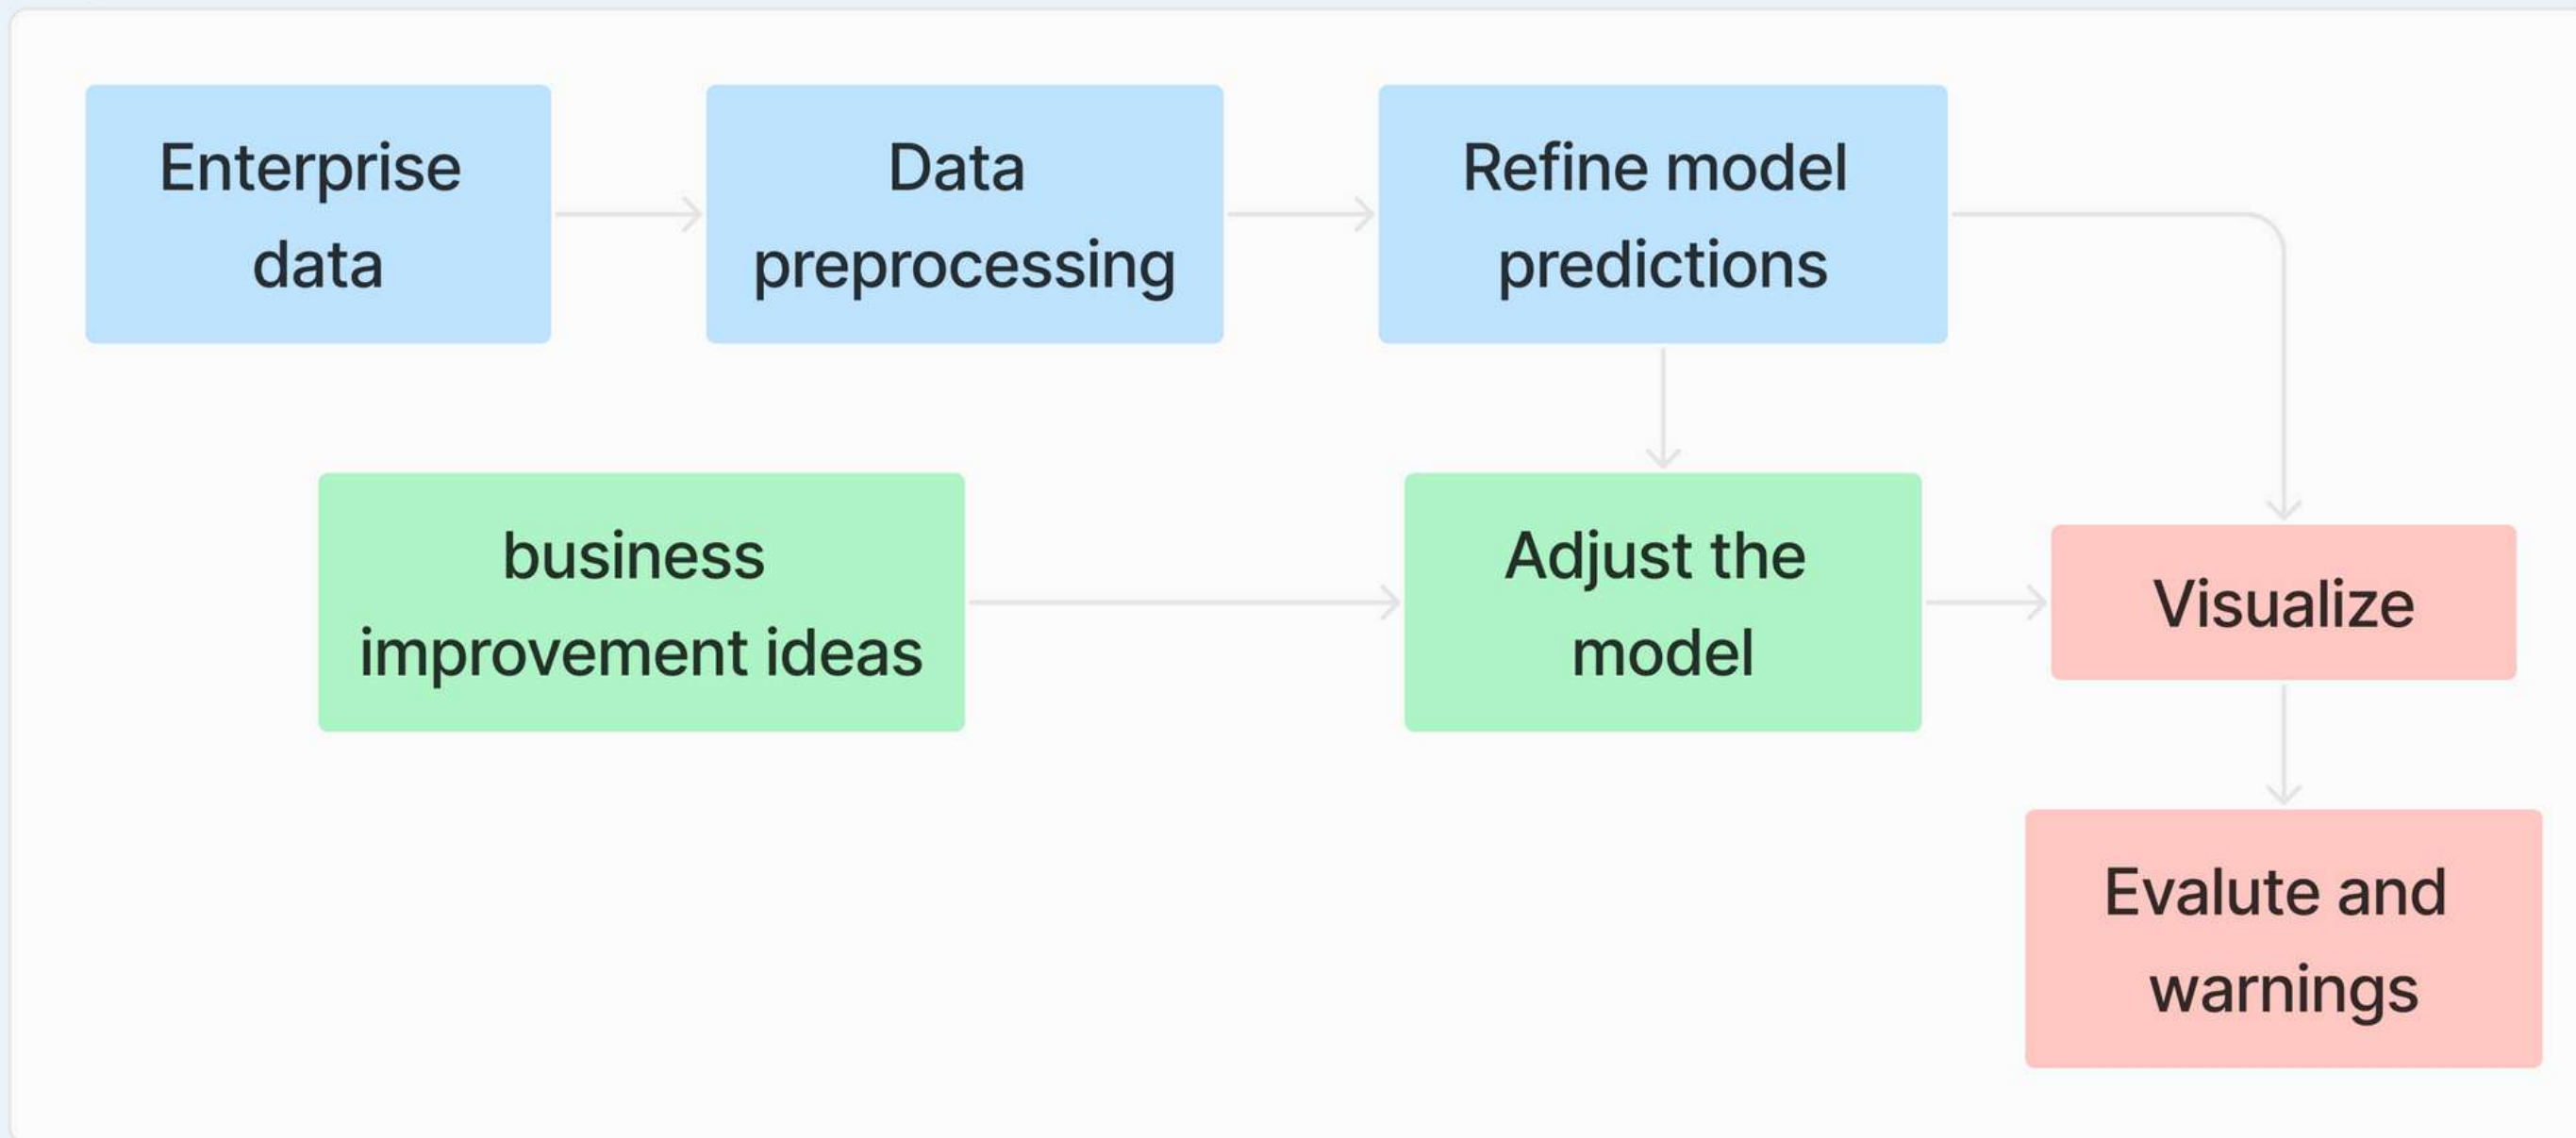 Enterprise
data
Data
preprocessing
Refine model
predictions
business
improvement ideas
Adjust the
model
Visualize
Evalute and
warnings